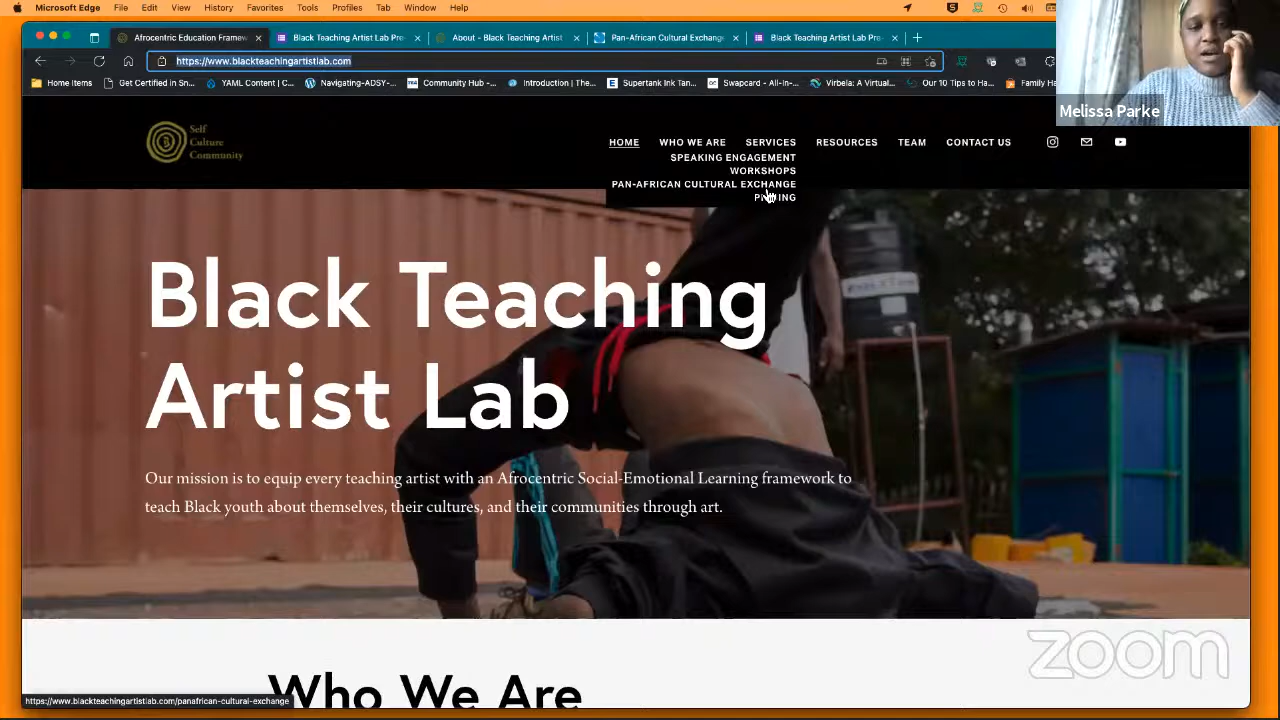 Microsoft Edge File Edit View History Favorites Tools Profiles Tab Window Help
Afrocentric Education Framew
Black Teaching Artist Lab Pre
About - Black Teaching Artist
Pan-African Cultural Exchange
Black Teaching Artist Lab Pre
https://www.blackteachingartistlab.com
Home Items
Get Certified in Sn...
YAML Content | C...
Navigating-ADSY-...
Community Hub -...
Introduction | The...
Supertank Ink Tan...
Swapcard - All-in-...
Virbela: A Virtual...
Our 10 Tips to Ha...
Family Ha
Melissa Parke
Self
Culture
Community
HOME WHO WE ARE SERVICES RESOURCES TEAM CONTACT US
SPEAKING ENGAGEMENT
WORKSHOPS
PAN-AFRICAN CULTURAL EXCHANGE
Black Teaching
Artist Lab
Our mission is to equip every teaching artist with an Afrocentric Social-Emotional Learning framework to
teach Black youth about themselves, their cultures, and their communities through art.
Who We Are
zoom
https://www.blackteachingartistlab.com/panafrican-cultural-exchange